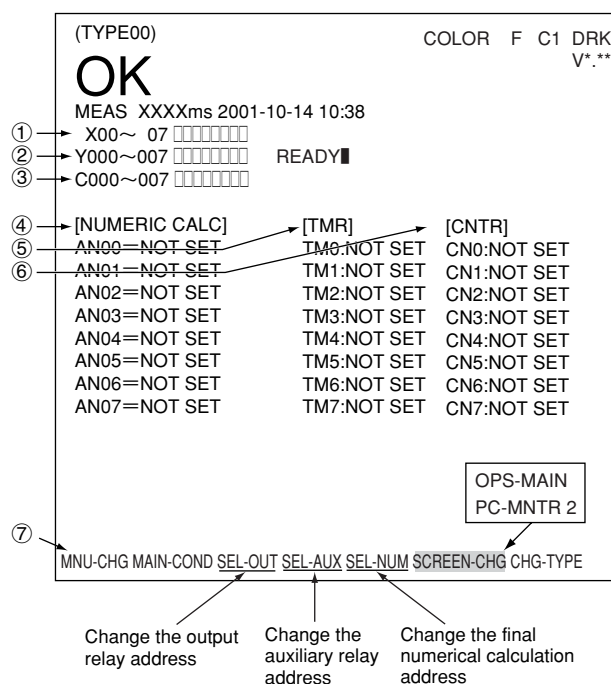 (TYPE00)
COLOR F C1 DRK
V*.**
OK
MEAS XXXXms 2001-10-14 10:38
① X00～ 07 □□□□□□□□
② Y000～007 □□□□□□□□ READY
③ C000～007 □□□□□□□□
④ [NUMERIC CALC] [TMR] [CNTR]
⑤ AN00=NOT SET TM0:NOT SET CN0:NOT SET
⑥ AN01=NOT SET TM1:NOT SET CN1:NOT SET
AN02=NOT SET TM2:NOT SET CN2:NOT SET
AN03=NOT SET TM3:NOT SET CN3:NOT SET
AN04=NOT SET TM4:NOT SET CN4:NOT SET
AN05=NOT SET TM5:NOT SET CN5:NOT SET
AN06=NOT SET TM6:NOT SET CN6:NOT SET
AN07=NOT SET TM7:NOT SET CN7:NOT SET
OPS-MAIN
PC-MNTR 2
⑦ MNU-CHG MAIN-COND SEL-OUT SEL-AUX SEL-NUM SCREEN-CHG CHG-TYPE
Change the output
relay address
Change the
auxiliary relay
address
Change the final
numerical calculation
address